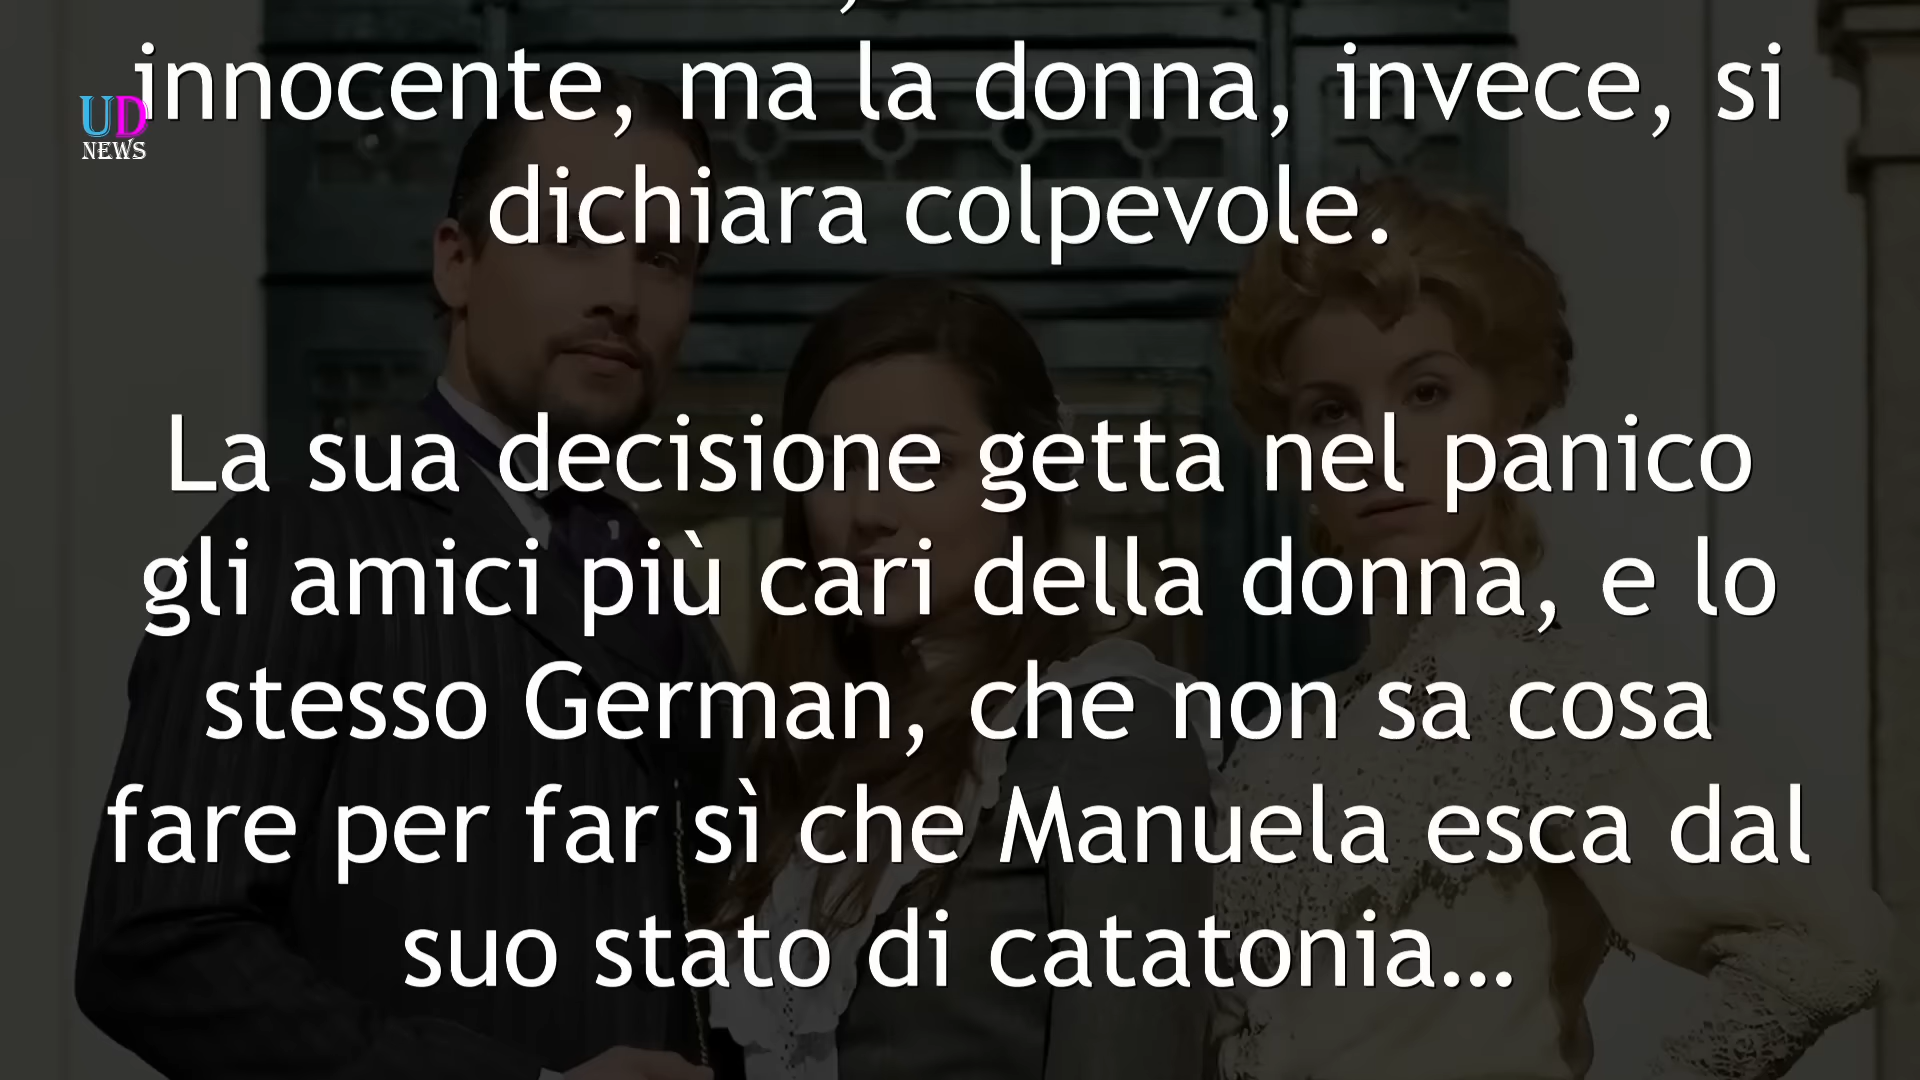 innocente, ma la donna, invece, si
UD
NEWS
dichiara colpevole.
La sua decisione getta nel panico
gli amici più cari della donna, e lo
stesso German, che non sa cosa
fare per far sì che Manuela esca dal
suo stato di catatonia...